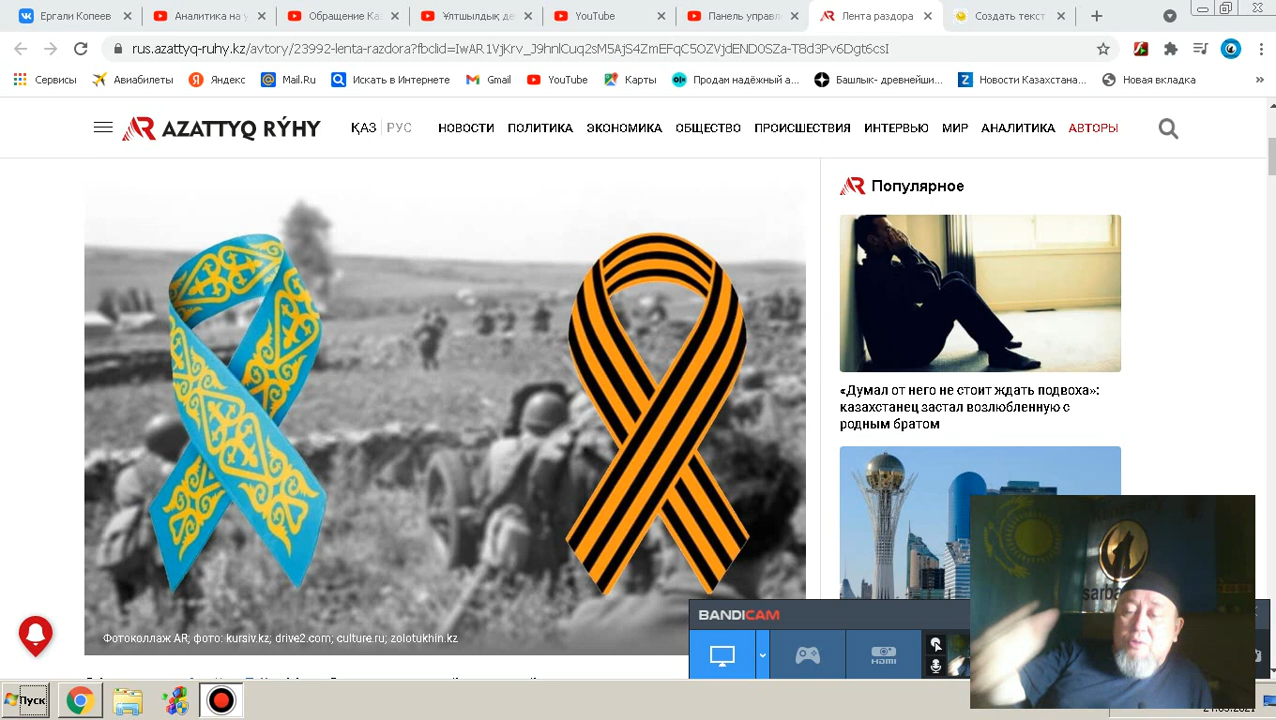 Ергали Копеев
Аналитика на у
Обращение Ка
Ұлтшылдық де
YouTube
Панель управл
Лента раздора
Создать текст
rus.azattyq-ruhy.kz/avtory/23992-lenta-razdora?fbclid=IwAR1VjKrv_J9hnlCuq2sM5AjS4ZmEFqC5OZVjdEND0SZa-T8d3Pv6Dgt6csI
Сервисы
Авиабилеты
Яндекс
Mail.Ru
Искать в Интернете
Gmail
YouTube
Карты
Продам надёжный а...
Башлык- древнейши...
Новости Казахстана...
Новая вкладка
AZATTYQ RÝHY
ҚАЗ РУС
НОВОСТИ ПОЛИТИКА ЭКОНОМИКА ОБЩЕСТВО ПРОИСШЕСТВИЯ ИНТЕРВЬЮ МИР АНАЛИТИКА АВТОРЫ
Популярное
«Думал от него не стоит ждать подвоха»:
казахстанец застал возлюбленную с
родным братом
Фотоколлаж AR; фото: kursiv.kz; drive2.com; culture.ru; zolotukhin.kz
BANDICAM
HDMI
sarba
Пуск